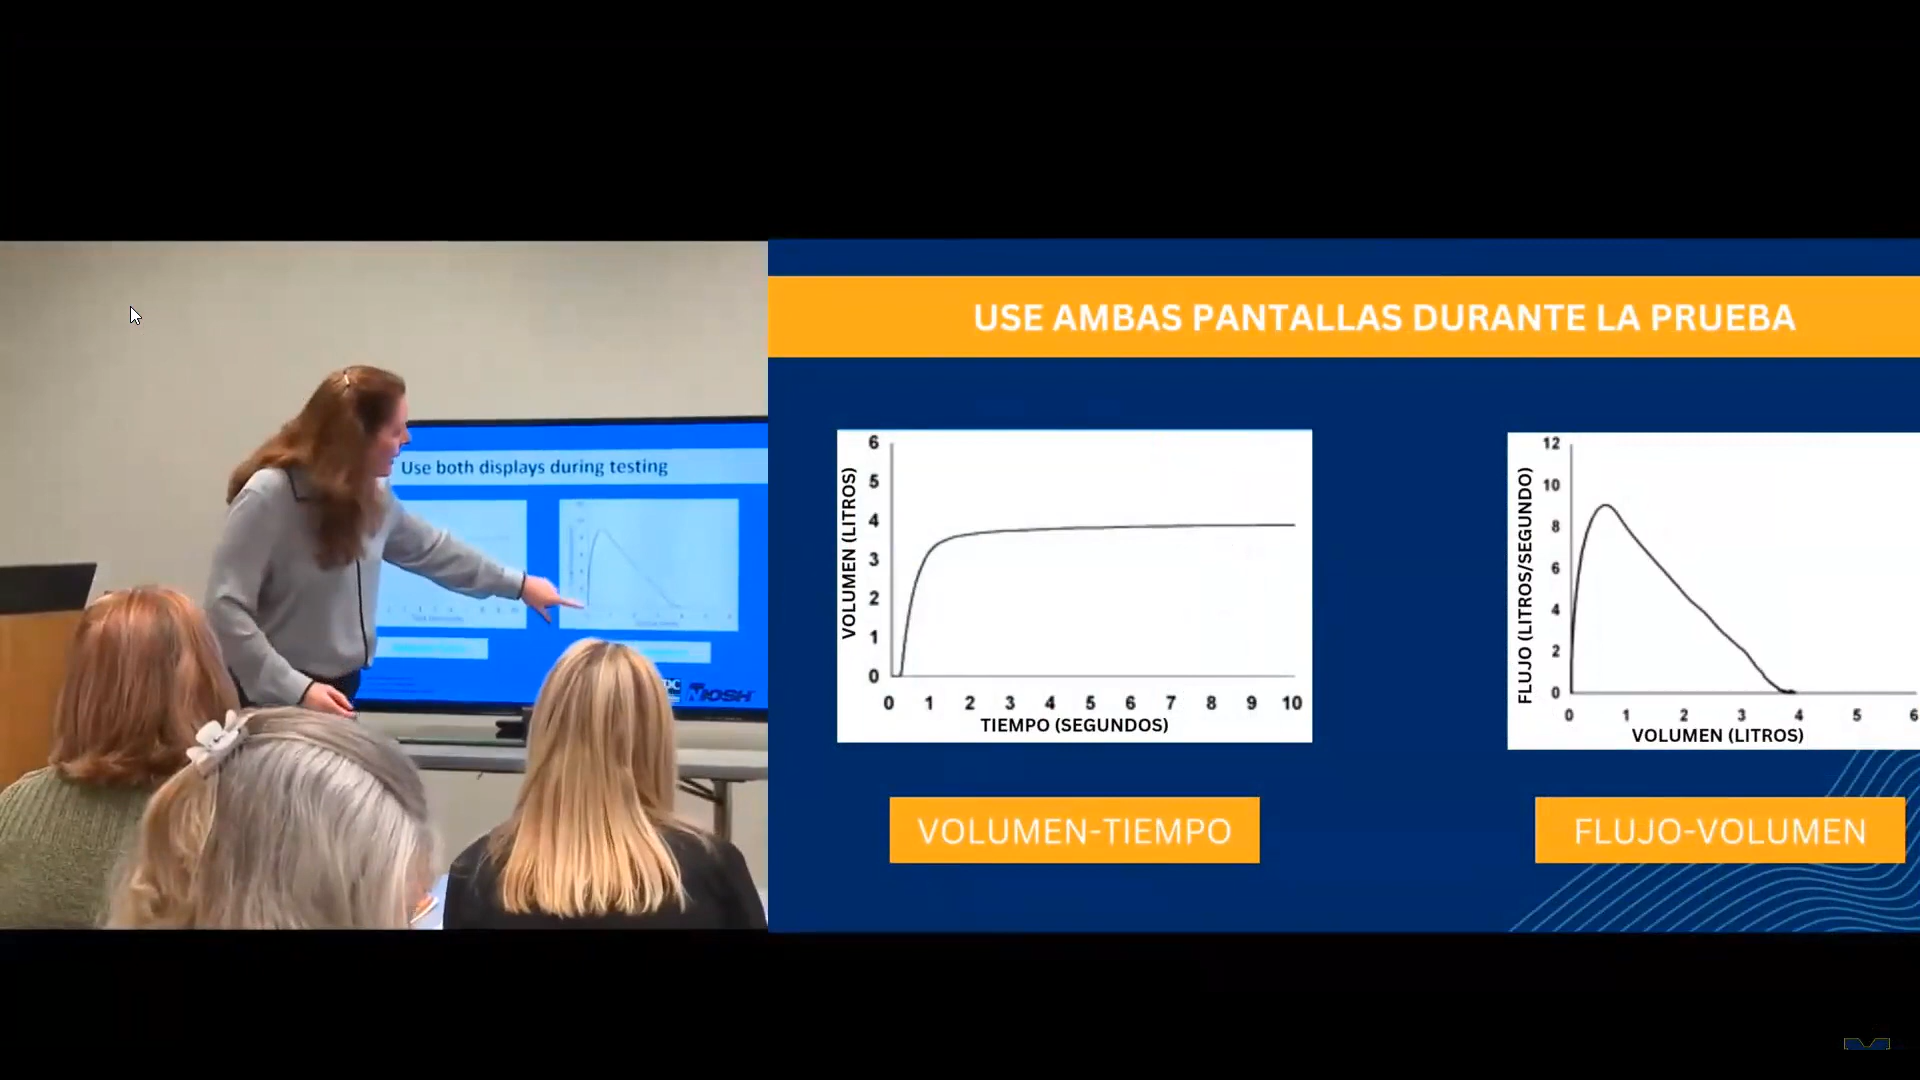 Use both displays during testing
NIOSH
USE AMBAS PANTALLAS DURANTE LA PRUEBA
VOLUMEN (LITROS)
6
5
4
3
2
1
0
0 1 2 3 4 5 6 7 8 9 10
TIEMPO (SEGUNDOS)
VOLUMEN-TIEMPO
FLUJO (LITROS/SEGUNDO)
12
10
8
6
4
2
0
0 1 2 3 4 5 6
VOLUMEN (LITROS)
FLUJO-VOLUMEN